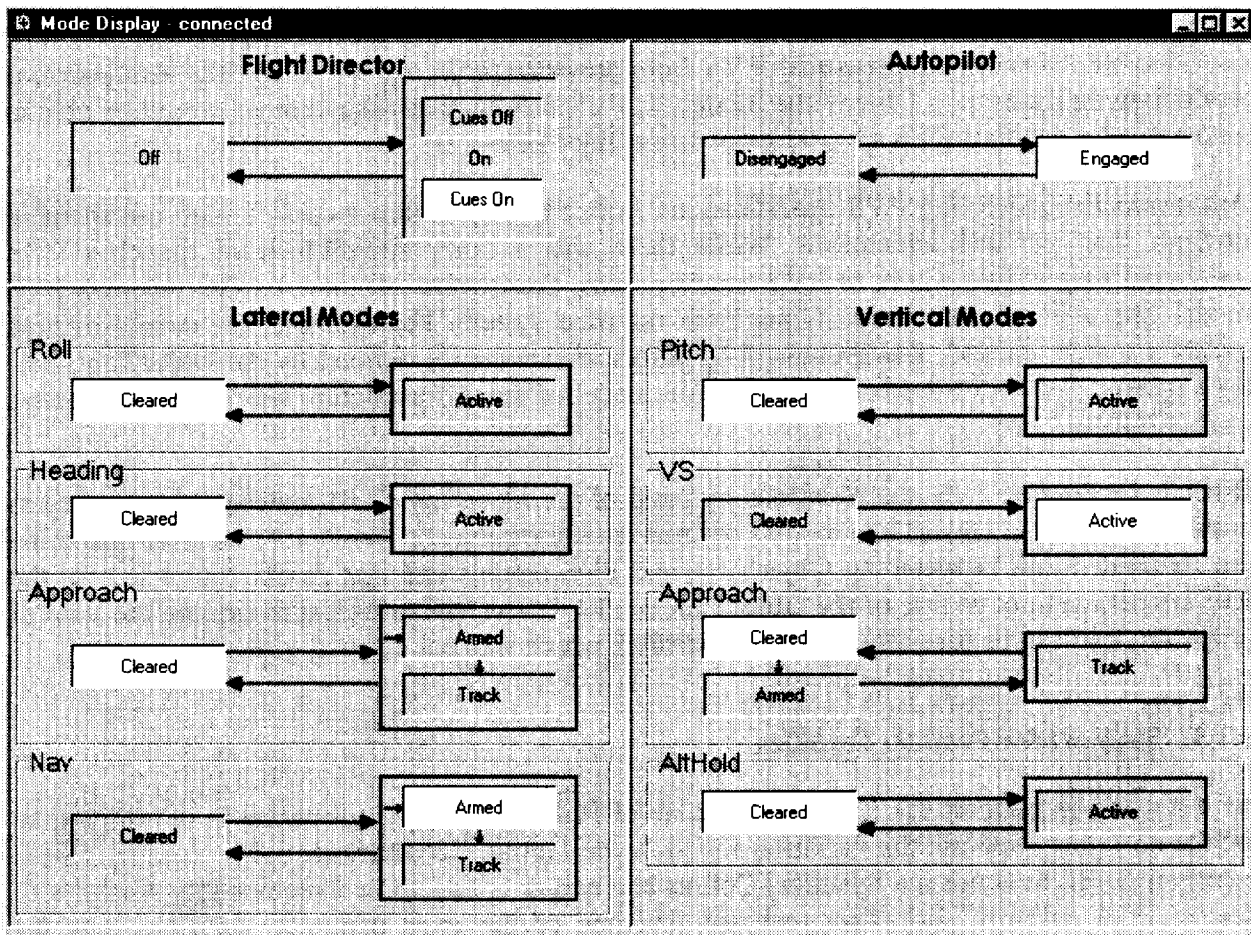 Mode Display - connected
Flight Director
Off
Cues Off
On
Cues On
Autopilot
Disengaged
Engaged
Lateral Modes
Roll
Cleared
Active
Heading
Cleared
Active
Approach
Cleared
Armed
Track
Nav
Cleared
Armed
Track
Vertical Modes
Pitch
Cleared
Active
VS
Cleared
Active
Approach
Cleared
Armed
Track
AltHold
Cleared
Active